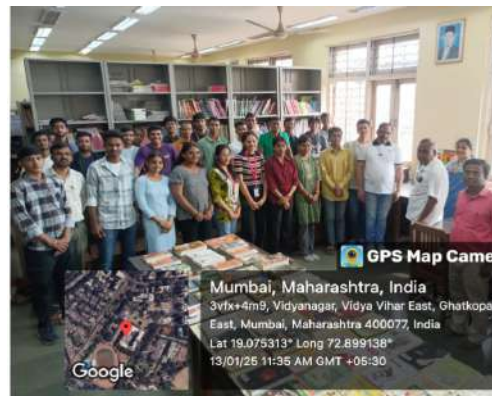 GPS Map Came
Mumbai, Maharashtra, India
3vfx+4m9, Vidyanagar, Vidya Vihar East, Ghatkopa
East, Mumbai, Maharashtra 400077, India
Lat 19.075313° Long 72.899138°
13/01/25 11:35 AM GMT +05:30
Google